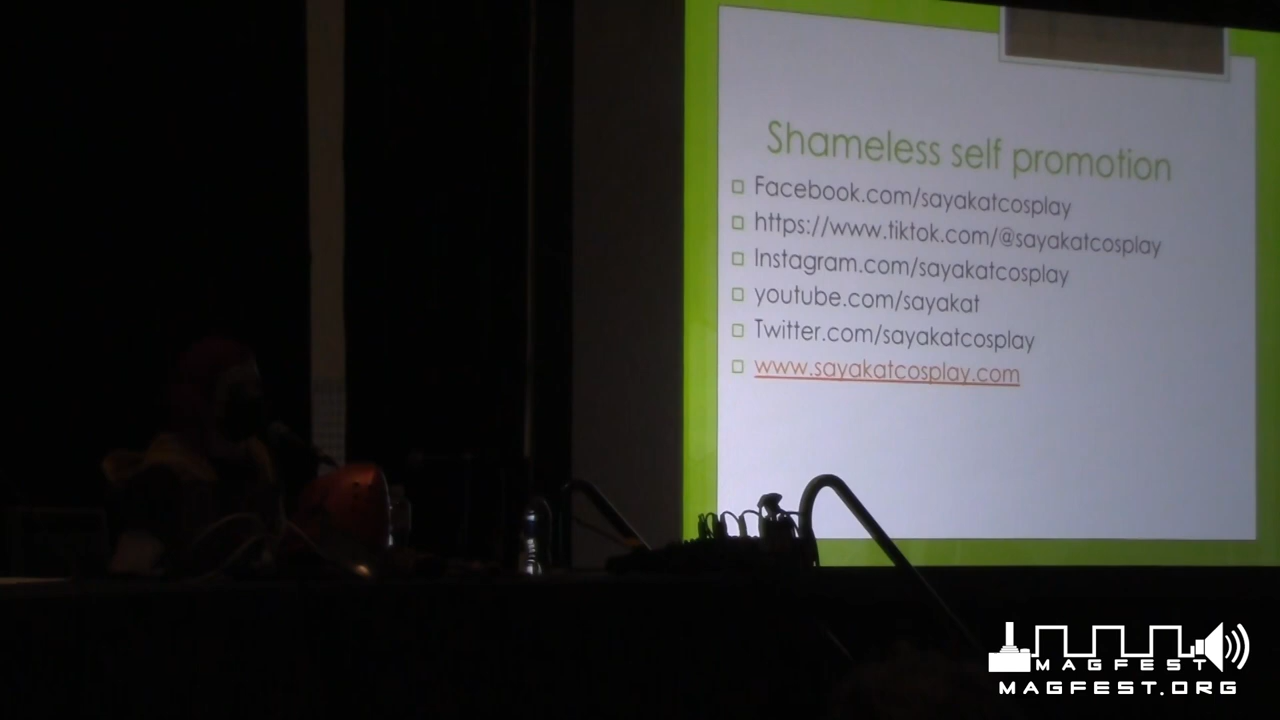 Shameless self promotion
Facebook.com/sayakatcosplay
https://www.tiktok.com/@sayakatcosplay
Instagram.com/sayakatcosplay
youtube.com/sayakat
Twitter.com/sayakatcosplay
www.sayakatcosplay.com
MAGFEST
MAGFEST.ORG